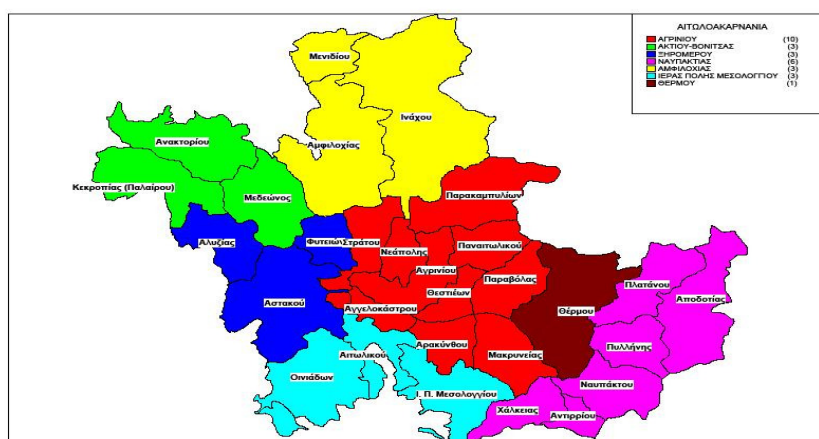 ΑΙΤΩΛΟΑΚΑΡΝΑΝΙΑ
ΑΓΡΙΝΙΟΥ (10)
ΑΚΤΙΟΥ-ΒΟΝΙΤΣΑΣ (3)
ΞΗΡΟΜΕΡΟΥ (3)
ΝΑΥΠΑΚΤΙΑΣ (6)
ΑΜΦΙΛΟΧΙΑΣ (3)
ΙΕΡΑΣ ΠΟΛΗΣ ΜΕΣΟΛΟΓΓΙΟΥ (3)
ΘΕΡΜΟΥ (1)
Μενιδίου
Ινάχου
Αμφιλοχίας
Ανακτορίου
Κεκροπίας (Παλαίρου)
Μεδεώνος
Παρακαμπυλίων
Αλυζίας
Φυτειών
Στράτου
Νεάπολης
Παναιτωλικού
Αγρινίου
Παραβόλας
Θεστιέων
Αστακού
Αγγελοκάστρου
Θέρμου
Πλατάνου
Αποδοτίας
Πυλλήνης
Αρακύνθου
Μακρυνείας
Αιτωλικού
Οινιάδων
Ι. Π. Μεσολογγίου
Ναυπάκτου
Χάλκειας
Αντιρρίου